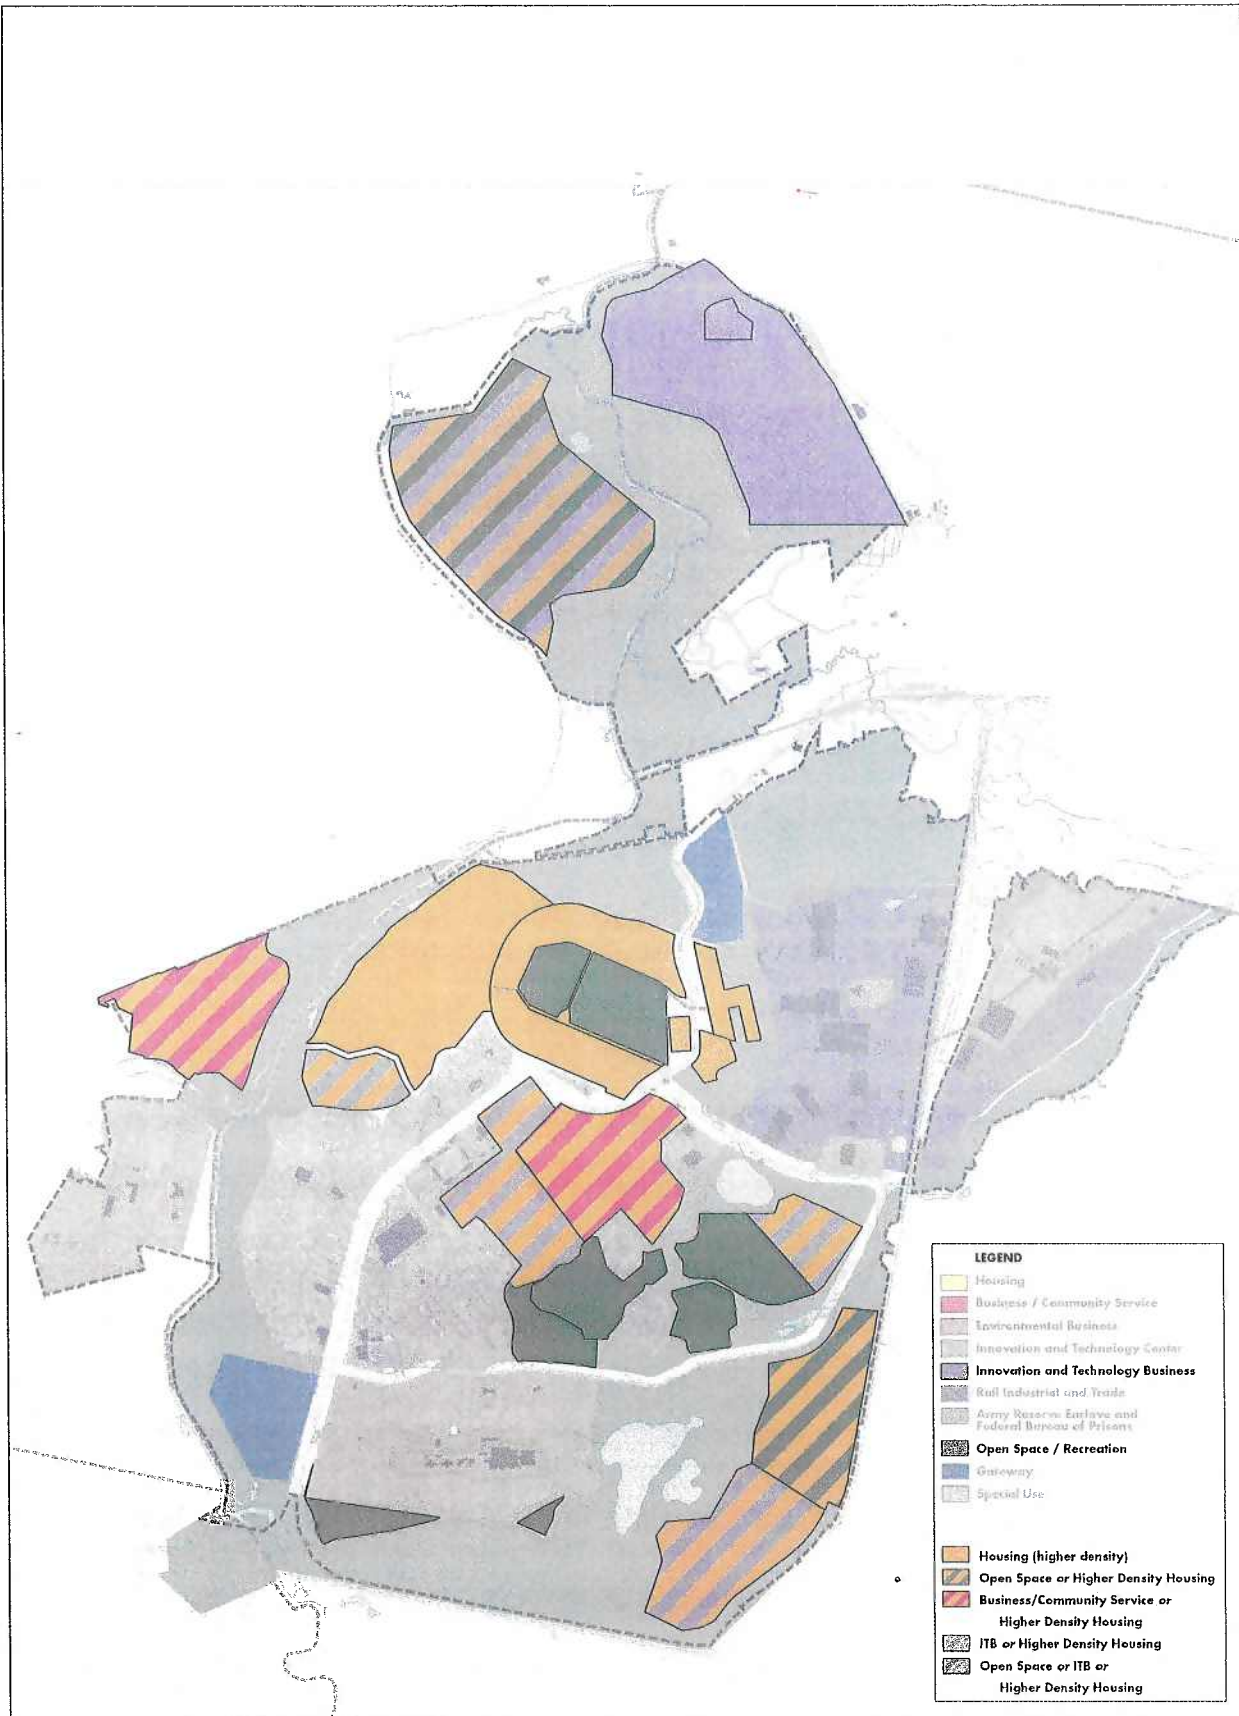 LEGEND
Housing
Business / Community Service
Environmental Business
Innovation and Technology Center
Innovation and Technology Business
Rail Industrial and Trade
Army Reserve Enclave and
Federal Bureau of Prisons
Open Space / Recreation
Gateway
Special Use
Housing (higher density)
Open Space or Higher Density Housing
Business/Community Service or
Higher Density Housing
ITB or Higher Density Housing
Open Space or ITB or
Higher Density Housing